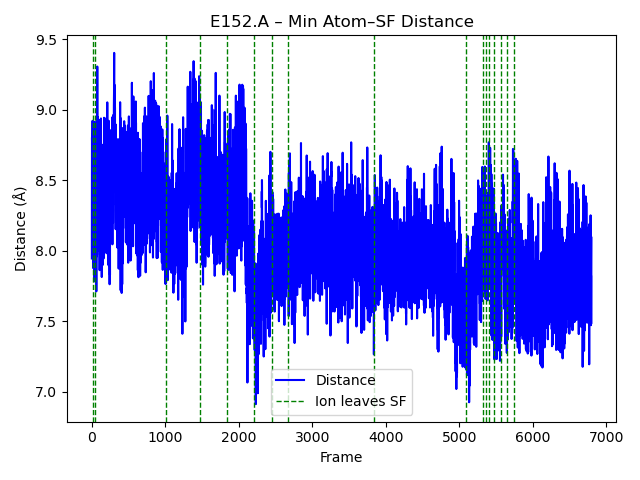 E152.A – Min Atom–SF Distance
9.5
9.0
8.5
8.0
7.5
7.0
Distance (Å)
Distance
Ion leaves SF
0 1000 2000 3000 4000 5000 6000 7000
Frame